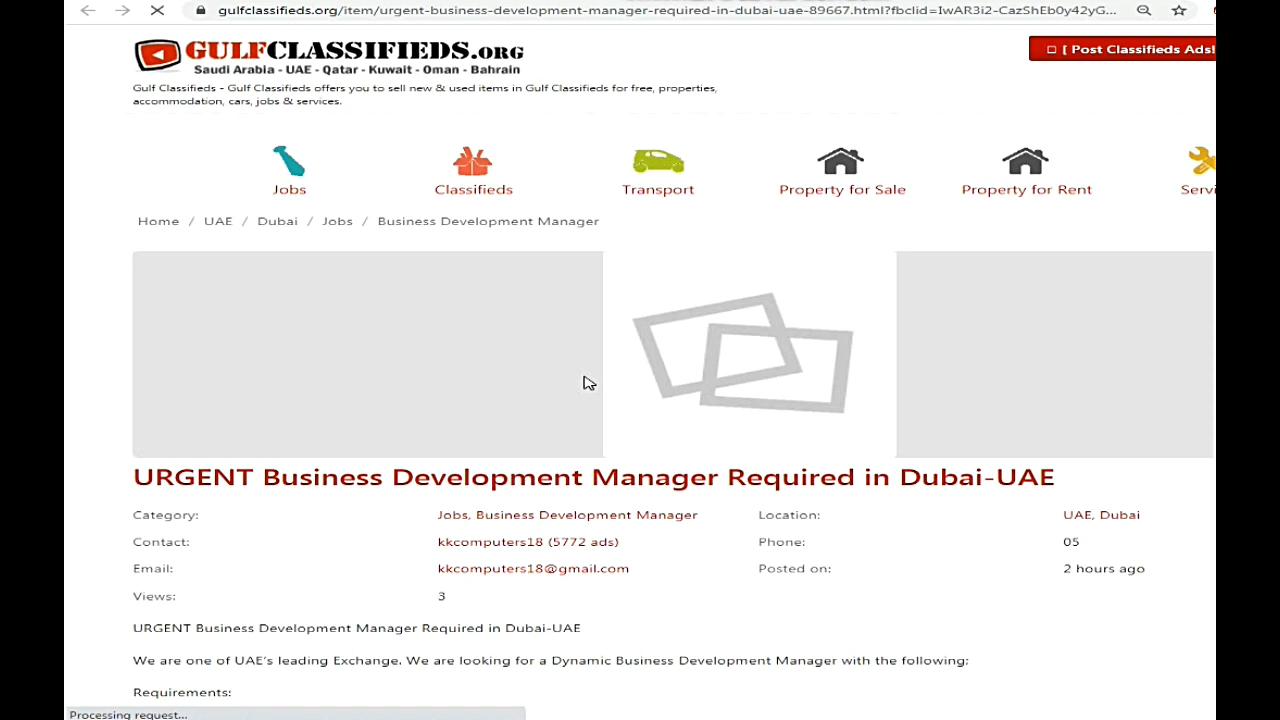 gulfclassifieds.org/item/urgent-business-development-manager-required-in-dubai-uae-89667.html?fbclid=IwAR3i2-CazShEb0y42yG...
GULFCLASSIFIEDS.ORG
Saudi Arabia - UAE - Qatar - Kuwait - Oman - Bahrain
[ Post Classifieds Ads!
Gulf Classifieds - Gulf Classifieds offers you to sell new & used items in Gulf Classifieds for free, properties,
accommodation, cars, jobs & services.
Jobs Classifieds Transport Property for Sale Property for Rent Servi
Home / UAE / Dubai / Jobs / Business Development Manager
URGENT Business Development Manager Required in Dubai-UAE
Category: Jobs, Business Development Manager Location: UAE, Dubai
Contact: kkcomputers18 (5772 ads) Phone: 05
Email: kkcomputers18@gmail.com Posted on: 2 hours ago
Views: 3
URGENT Business Development Manager Required in Dubai-UAE
We are one of UAE's leading Exchange. We are looking for a Dynamic Business Development Manager with the following;
Requirements:
Processing request...